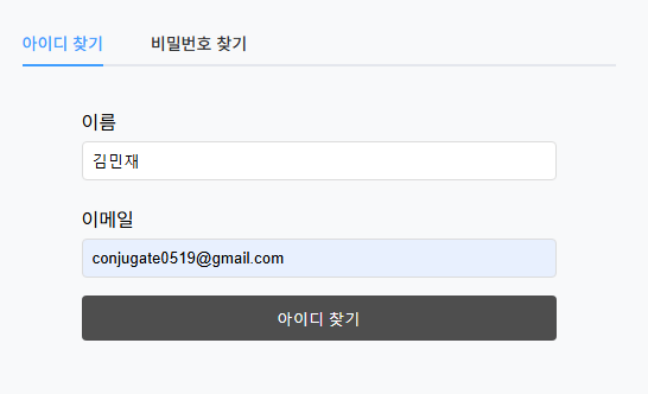 아이디 찾기 비밀번호 찾기
이름
김민재
이메일
conjugate0519@gmail.com
아이디 찾기